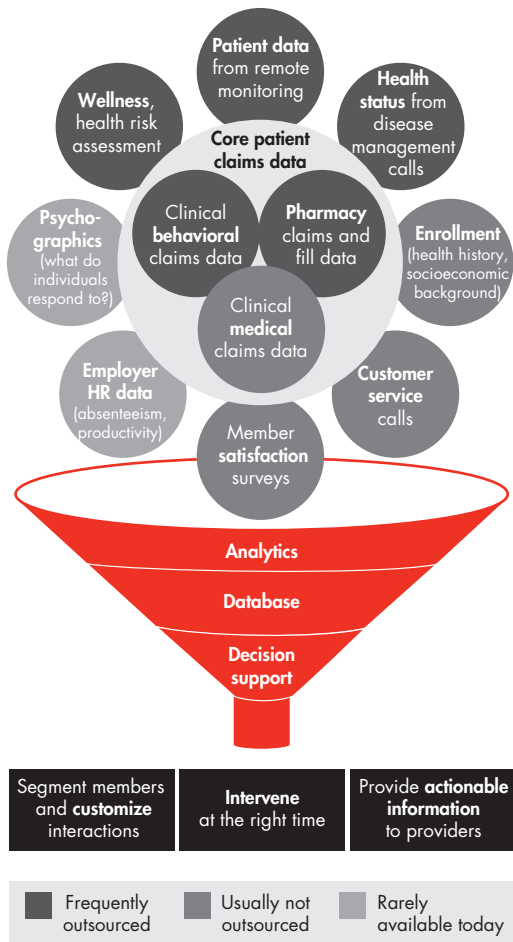 Patient data
from remote
monitoring
Wellness,
health risk
assessment
Health
status from
disease
management
calls
Core patient
claims data
Clinical
behavioral
claims data
Pharmacy
claims and
fill data
Clinical
medical
claims data
Psycho-
graphics
(what do
individuals
respond to?)
Enrollment
(health history,
socioeconomic
background)
Employer
HR data
(absenteeism,
productivity)
Customer
service
calls
Member
satisfaction
surveys
Analytics
Database
Decision
support
Segment members
and customize
interactions
Intervene
at the right time
Provide actionable
information
to providers
Frequently
outsourced
Usually not
outsourced
Rarely
available today